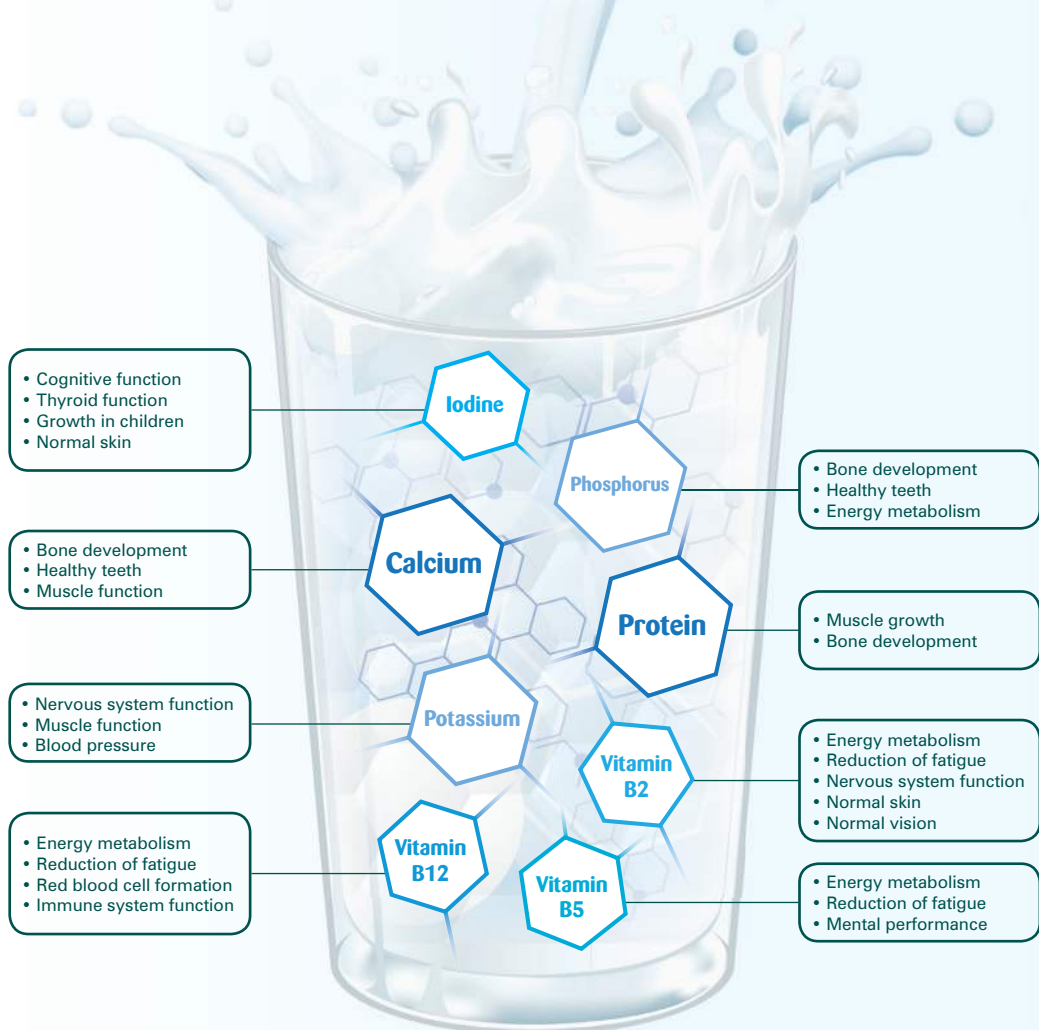 Iodine
• Cognitive function
• Thyroid function
• Growth in children
• Normal skin
Phosphorus
• Bone development
• Healthy teeth
• Energy metabolism
Calcium
• Bone development
• Healthy teeth
• Muscle function
Protein
• Muscle growth
• Bone development
Potassium
• Nervous system function
• Muscle function
• Blood pressure
Vitamin
B2
• Energy metabolism
• Reduction of fatigue
• Nervous system function
• Normal skin
• Normal vision
Vitamin
B12
• Energy metabolism
• Reduction of fatigue
• Red blood cell formation
• Immune system function
Vitamin
B5
• Energy metabolism
• Reduction of fatigue
• Mental performance